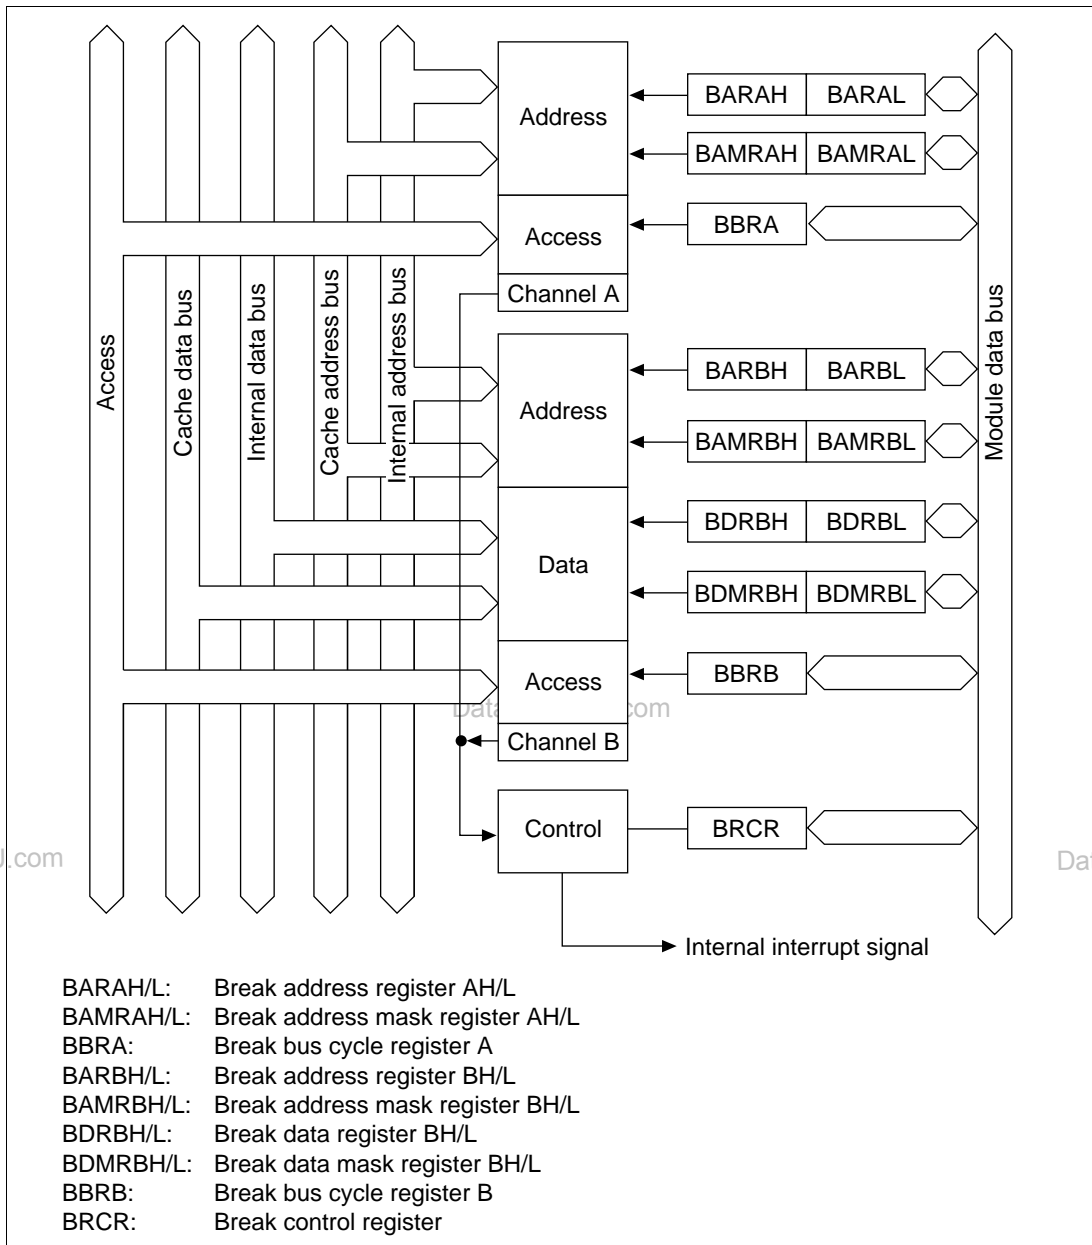 Address
BARAH BARAL
BAMRAH BAMRAL
Access
BBRA
Channel A
Access
Cache data bus
Internal data bus
Cache address bus
Internal address bus
Module data bus
Address
BARBH BARBL
BAMRBH BAMRBL
Data
BDRBH BDRBL
BDMRBH BDMRBL
Access
BBRB
Channel B
Control
BRCR
Internal interrupt signal
BARAH/L: Break address register AH/L
BAMRAH/L: Break address mask register AH/L
BBRA: Break bus cycle register A
BARBH/L: Break address register BH/L
BAMRBH/L: Break address mask register BH/L
BDRBH/L: Break data register BH/L
BDMRBH/L: Break data mask register BH/L
BBRB: Break bus cycle register B
BRCR: Break control register